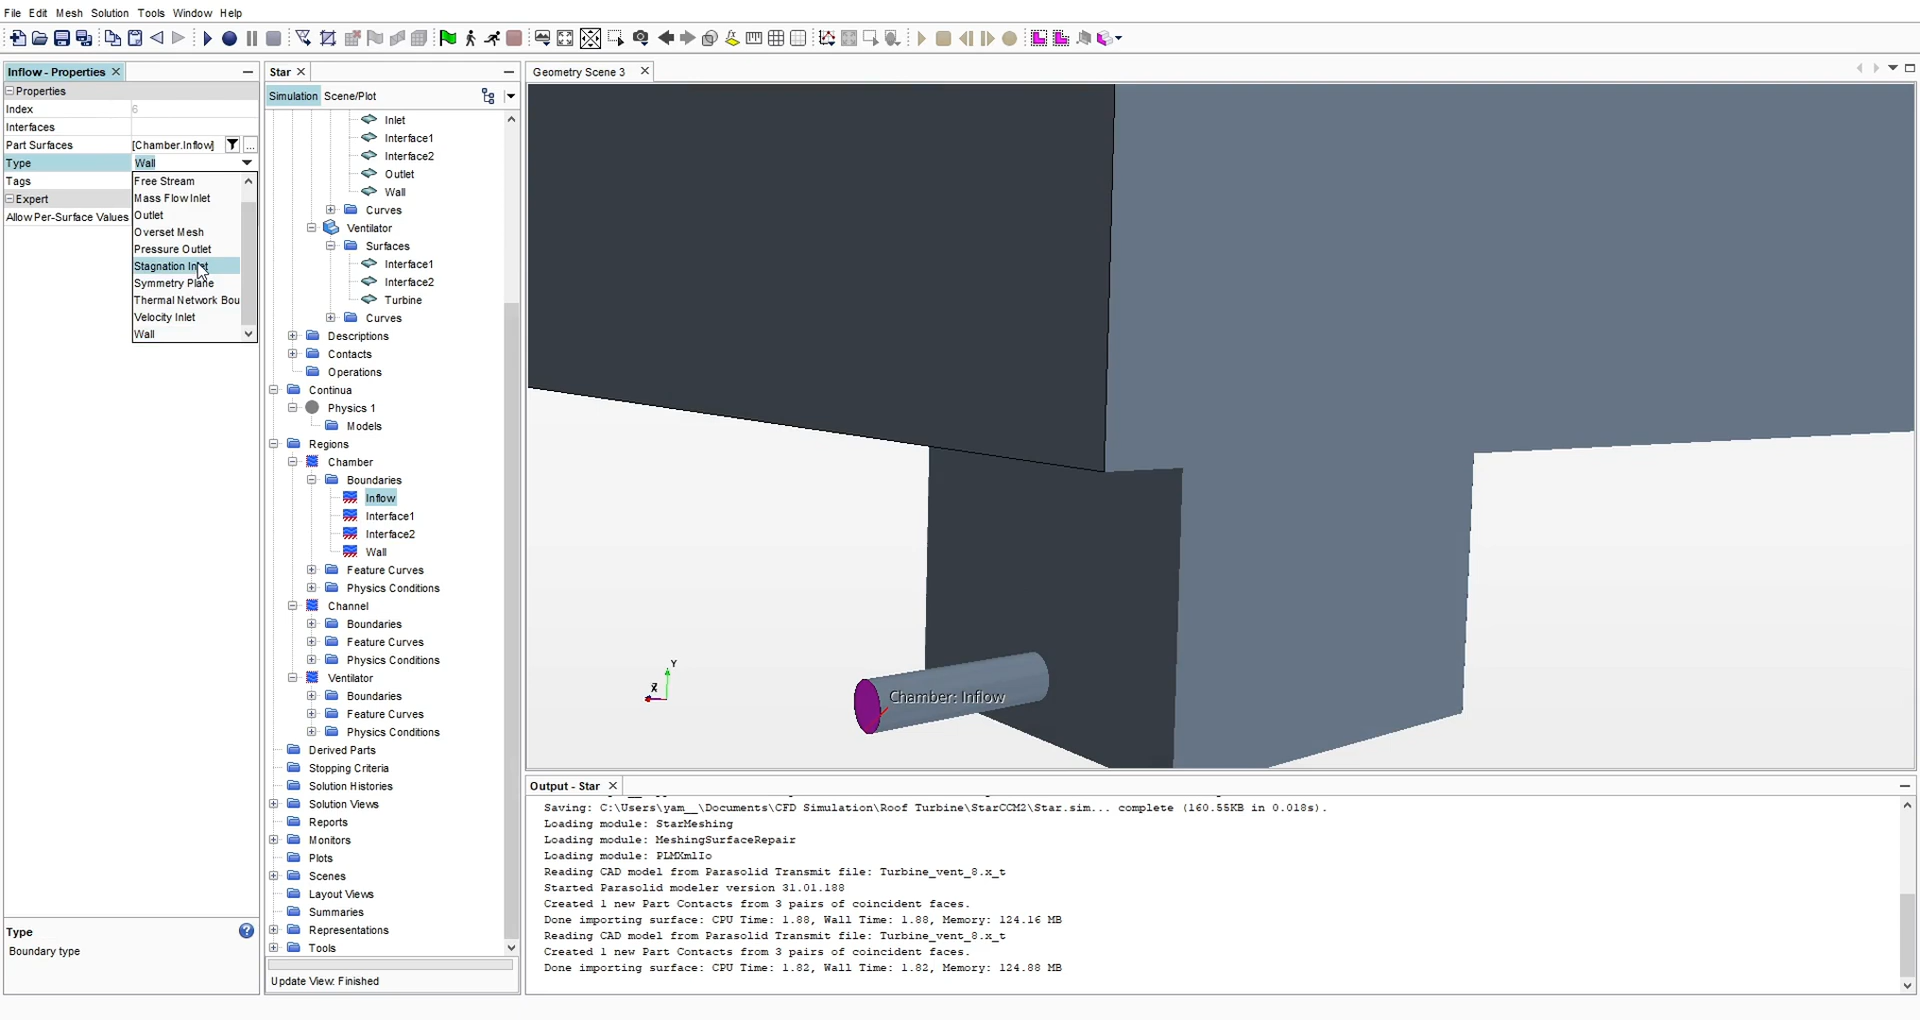 File Edit Mesh Solution Tools Window Help
Inflow - Properties
Properties
Index 6
Interfaces
Part Surfaces [Chamber.Inflow] ...
Type Wall
Tags
Expert
Allow Per-Surface Values
Free Stream
Mass Flow Inlet
Outlet
Overset Mesh
Pressure Outlet
Stagnation Inlet
Symmetry Plane
Thermal Network Bou
Velocity Inlet
Wall
Type
Boundary type
Star
Simulation Scene/Plot
Inlet
Interface1
Interface2
Outlet
Wall
Curves
Ventilator
Surfaces
Interface1
Interface2
Turbine
Curves
Descriptions
Contacts
Operations
Continua
Physics 1
Models
Regions
Chamber
Boundaries
Inflow
Interface1
Interface2
Wall
Feature Curves
Physics Conditions
Channel
Boundaries
Feature Curves
Physics Conditions
Ventilator
Boundaries
Feature Curves
Physics Conditions
Derived Parts
Stopping Criteria
Solution Histories
Solution Views
Reports
Monitors
Plots
Scenes
Layout Views
Summaries
Representations
Tools
Update View: Finished
Geometry Scene 3
Y
X
Chamber: Inflow
Output - Star
Saving: C:\Users\yam__\Documents\CFD Simulation\Roof Turbine\StarCCM2\Star.sim... complete (160.55KB in 0.018s).
Loading module: StarMeshing
Loading module: MeshingSurfaceRepair
Loading module: PLMXmlIo
Reading CAD model from Parasolid Transmit file: Turbine_vent_8.x_t
Started Parasolid modeler version 31.01.188
Created 1 new Part Contacts from 3 pairs of coincident faces.
Done importing surface: CPU Time: 1.88, Wall Time: 1.88, Memory: 124.16 MB
Reading CAD model from Parasolid Transmit file: Turbine_vent_8.x_t
Created 1 new Part Contacts from 3 pairs of coincident faces.
Done importing surface: CPU Time: 1.82, Wall Time: 1.82, Memory: 124.88 MB